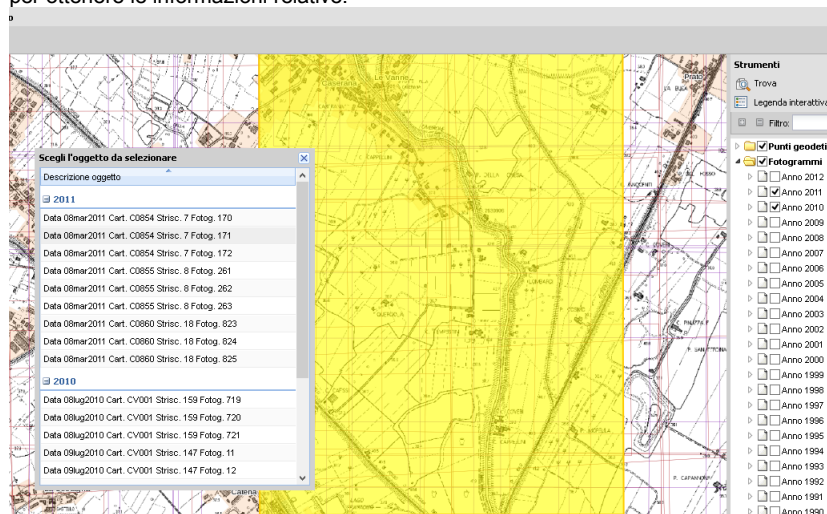 per ottenere le informazioni relative.
Strumenti
Trova
Legenda interattiva
Filtro:
Punti geodeti
Fotogrammi
Anno 2012
Anno 2011
Anno 2010
Anno 2009
Anno 2008
Anno 2007
Anno 2006
Anno 2005
Anno 2004
Anno 2003
Anno 2002
Anno 2001
Anno 2000
Anno 1999
Anno 1998
Anno 1997
Anno 1996
Anno 1995
Anno 1994
Anno 1993
Anno 1992
Anno 1991
Anno 1990
Scegli l'oggetto da selezionare
Descrizione oggetto
2011
Data 08mar2011 Cart. C0854 Strisc. 7 Fotog. 170
Data 08mar2011 Cart. C0854 Strisc. 7 Fotog. 171
Data 08mar2011 Cart. C0854 Strisc. 7 Fotog. 172
Data 08mar2011 Cart. C0855 Strisc. 8 Fotog. 261
Data 08mar2011 Cart. C0855 Strisc. 8 Fotog. 262
Data 08mar2011 Cart. C0855 Strisc. 8 Fotog. 263
Data 08mar2011 Cart. C0860 Strisc. 18 Fotog. 823
Data 08mar2011 Cart. C0860 Strisc. 18 Fotog. 824
Data 08mar2011 Cart. C0860 Strisc. 18 Fotog. 825
2010
Data 08lug2010 Cart. CV001 Strisc. 159 Fotog. 719
Data 08lug2010 Cart. CV001 Strisc. 159 Fotog. 720
Data 08lug2010 Cart. CV001 Strisc. 159 Fotog. 721
Data 09lug2010 Cart. CV001 Strisc. 147 Fotog. 11
Data 09lug2010 Cart. CV001 Strisc. 147 Fotog. 12
Le Vanne
Caserana
Prato